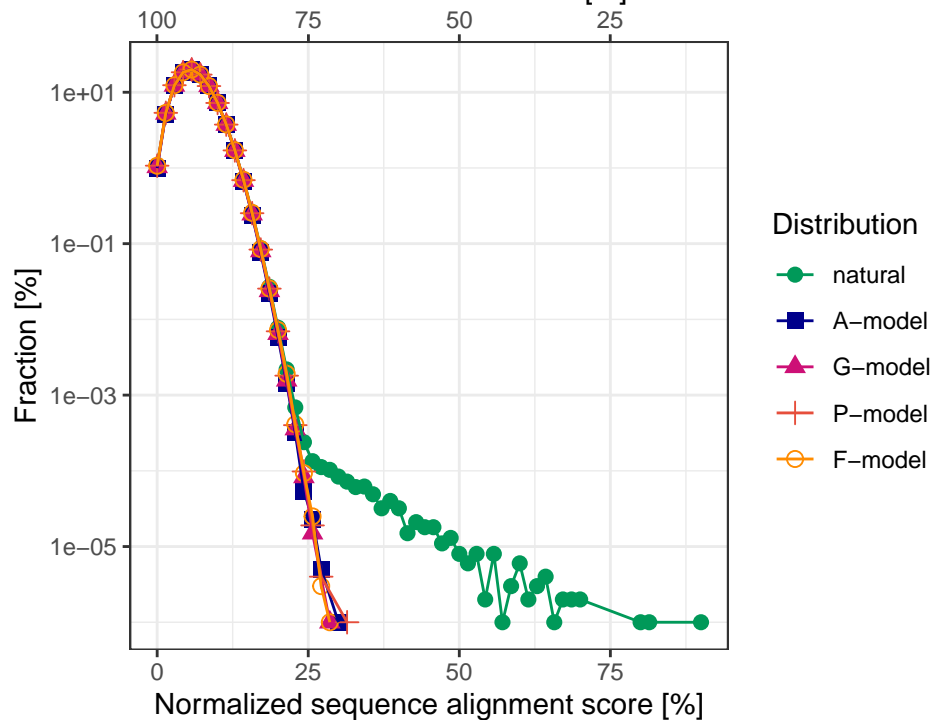 100 75 50 25
1e+01
1e−01
1e−03
1e−05
Fraction [%]
0 25 50 75
Normalized sequence alignment score [%]
Distribution
natural
A−model
G−model
P−model
F−model